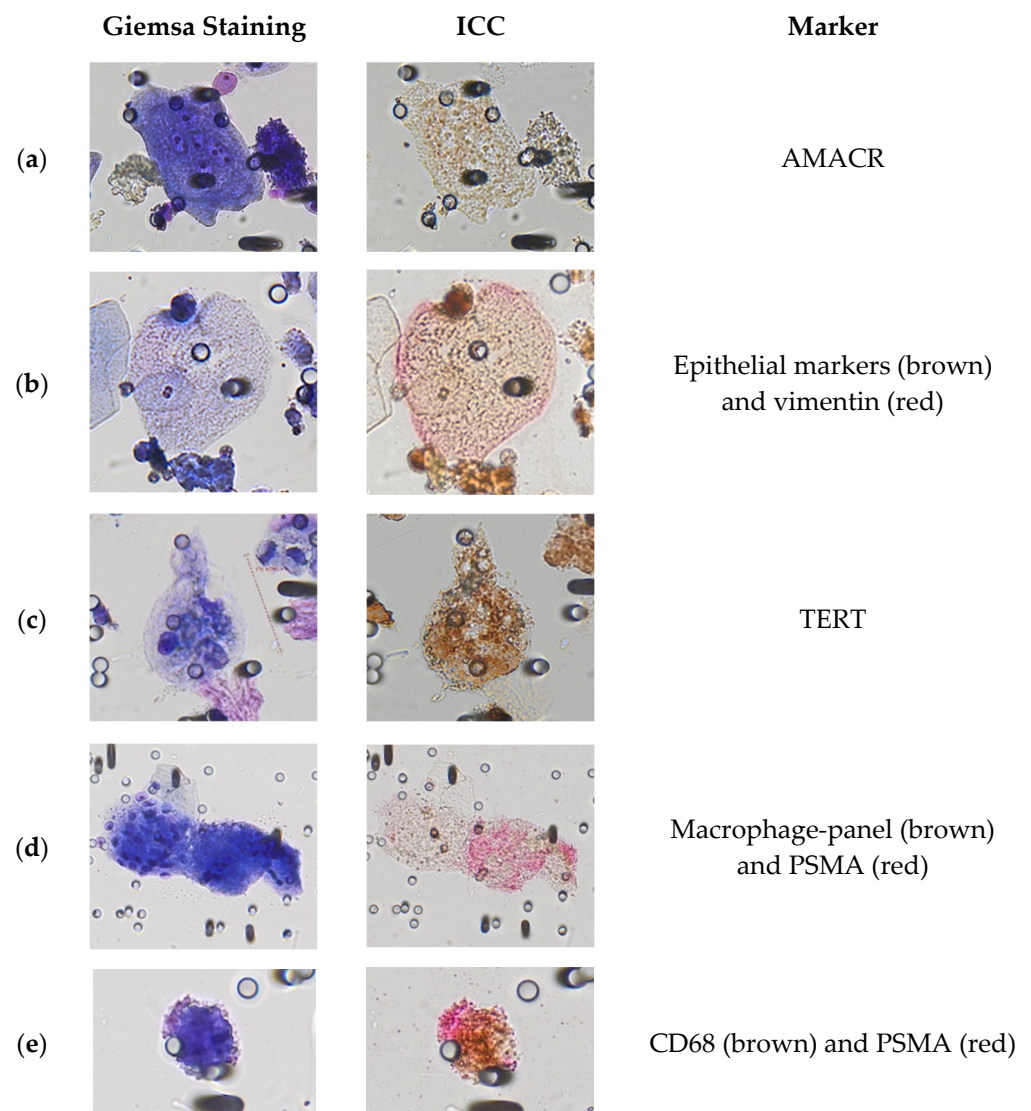 Giemsa Staining ICC Marker
(a) AMACR
Epithelial markers (brown)
(b)
and vimentin (red)
(c) TERT
Macrophage-panel (brown)
(d)
and PSMA (red)
(e) CD68 (brown) and PSMA (red)